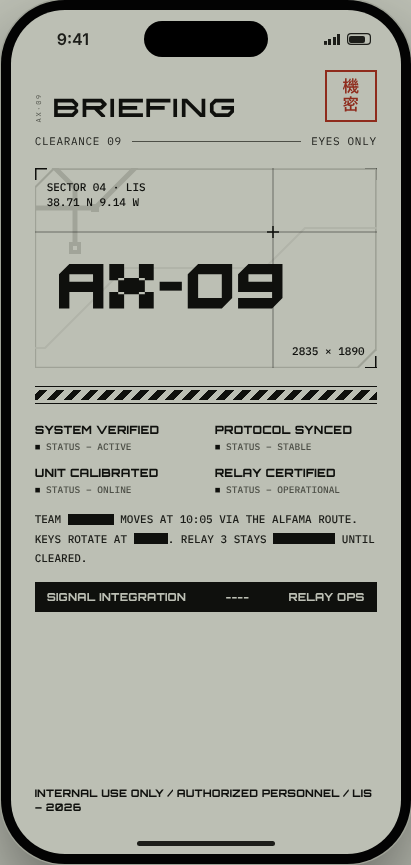 9:41
AX-09
BRIEFING
機密
CLEARANCE 09
EYES ONLY
SECTOR 04 · LIS
38.71 N 9.14 W
AX-09
2835 × 1890
SYSTEM VERIFIED
STATUS – ACTIVE
PROTOCOL SYNCED
STATUS – STABLE
UNIT CALIBRATED
STATUS – ONLINE
RELAY CERTIFIED
STATUS – OPERATIONAL
TEAM MOVES AT 10:05 VIA THE ALFAMA ROUTE.
KEYS ROTATE AT . RELAY 3 STAYS UNTIL
CLEARED.
SIGNAL INTEGRATION ---- RELAY OPS
INTERNAL USE ONLY / AUTHORIZED PERSONNEL / LIS
– 2026